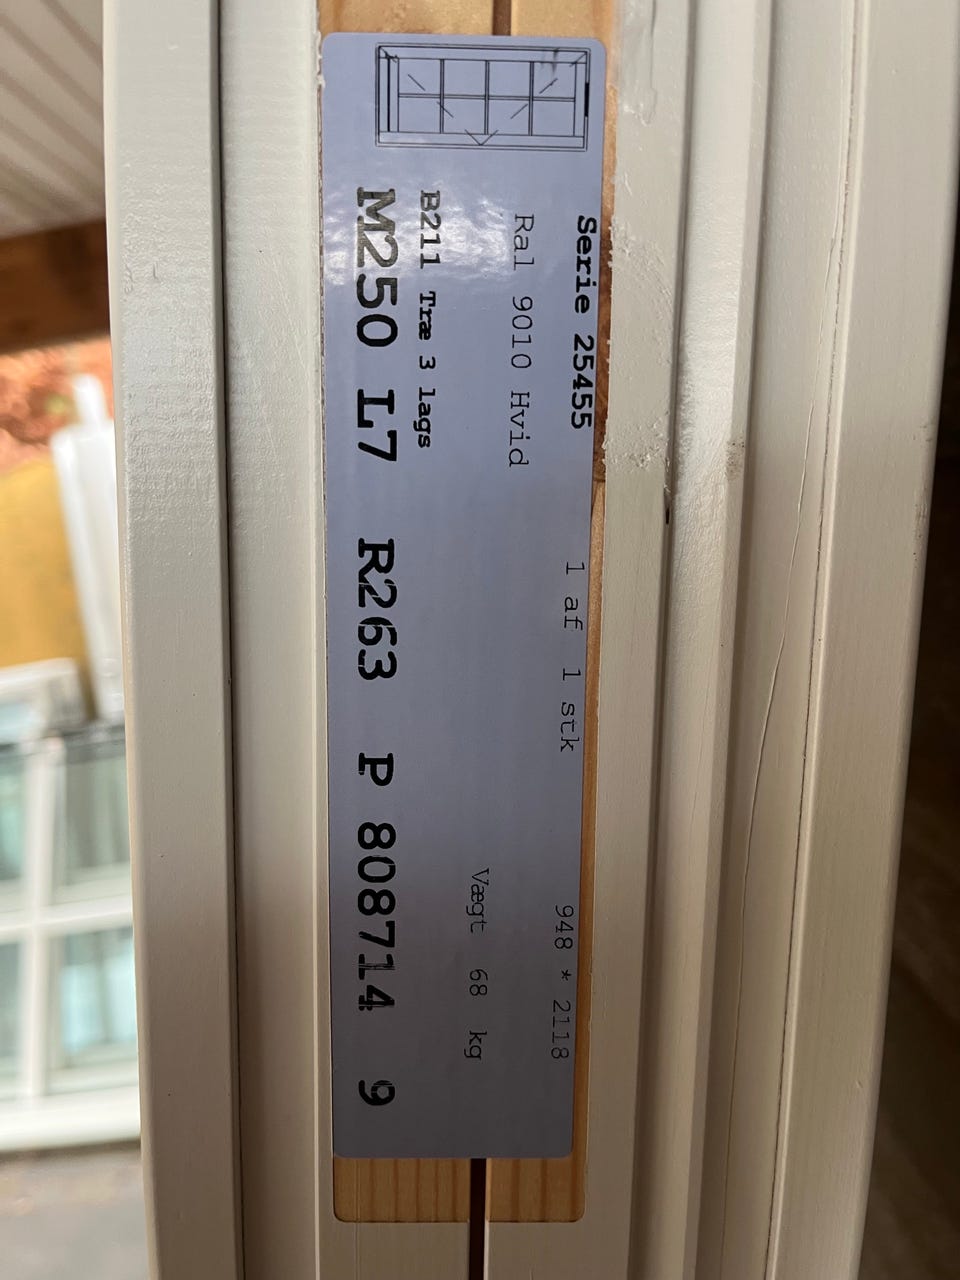 Serie 25455 1 af 1 stk 948 * 2118
Ral 9010 Hvid
Vægt 68 kg
B211 Træ 3 lags
M250 L7 R263 P 808714 9